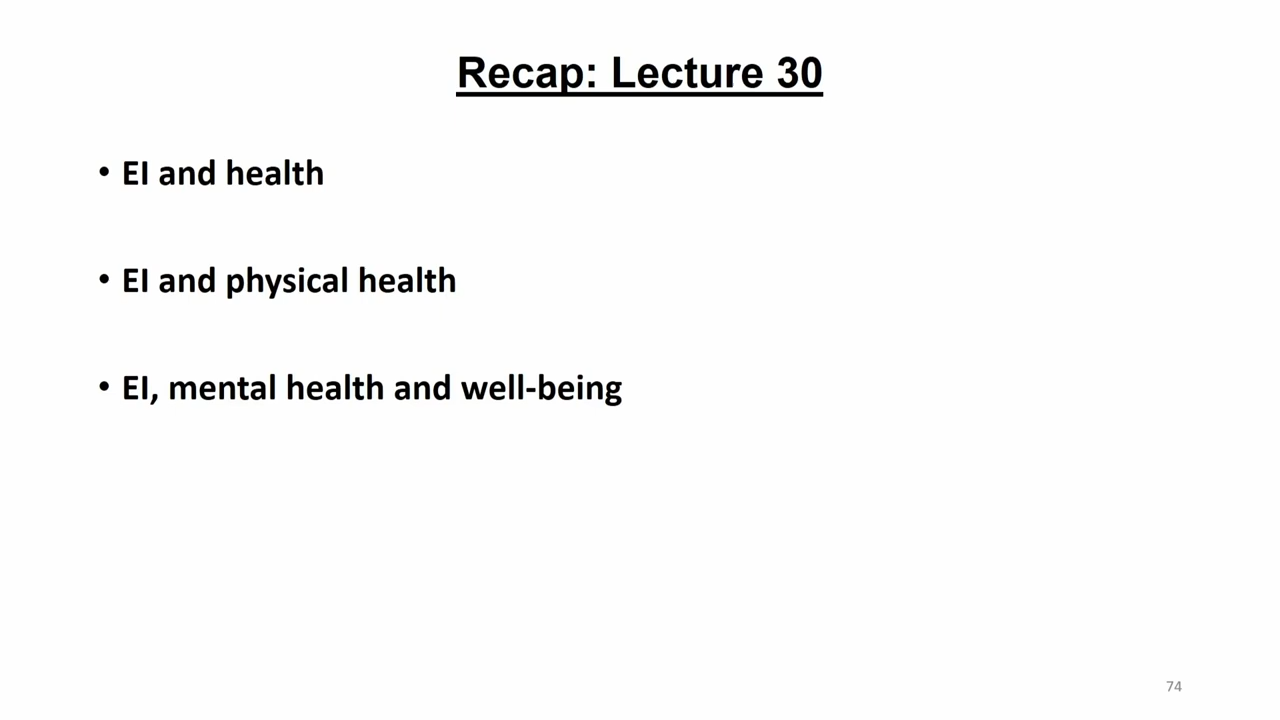 Recap: Lecture 30
• EI and health
• EI and physical health
• EI, mental health and well-being
74